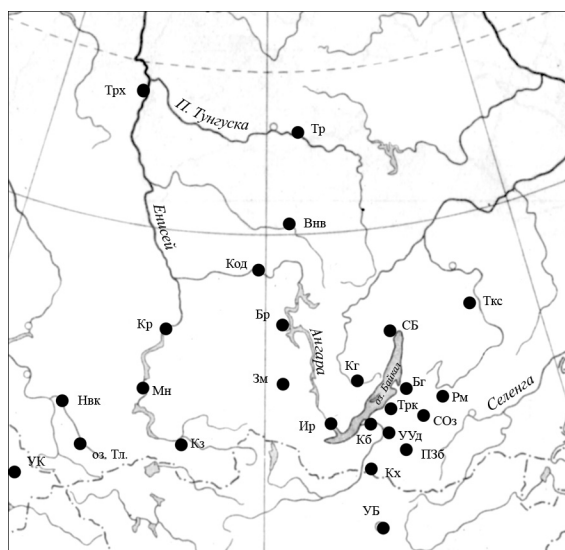 Трх
П. Тунгуска
Тр
Енисей
Внв
Код
Ткс
Бр
Ангара
СБ
Кр
Кг
оз. Байкал
Бг
Рм
Селенга
Зм
Мн
Нвк
Трк
СОз
Ир
Кб
УУд
ПЗб
Кз
оз. Тл.
УК
Кх
УБ